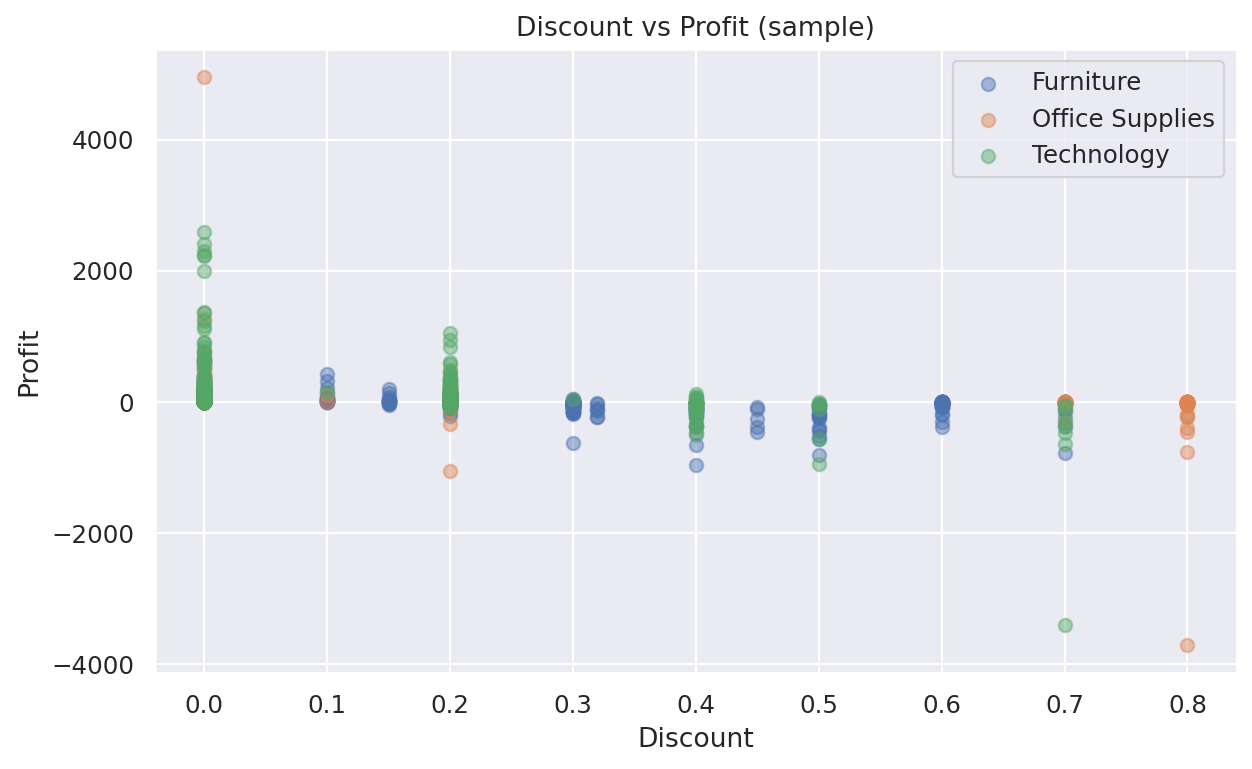 Discount vs Profit (sample)
Furniture
Office Supplies
Technology
4000
2000
0
−2000
−4000
Profit
0.0 0.1 0.2 0.3 0.4 0.5 0.6 0.7 0.8
Discount